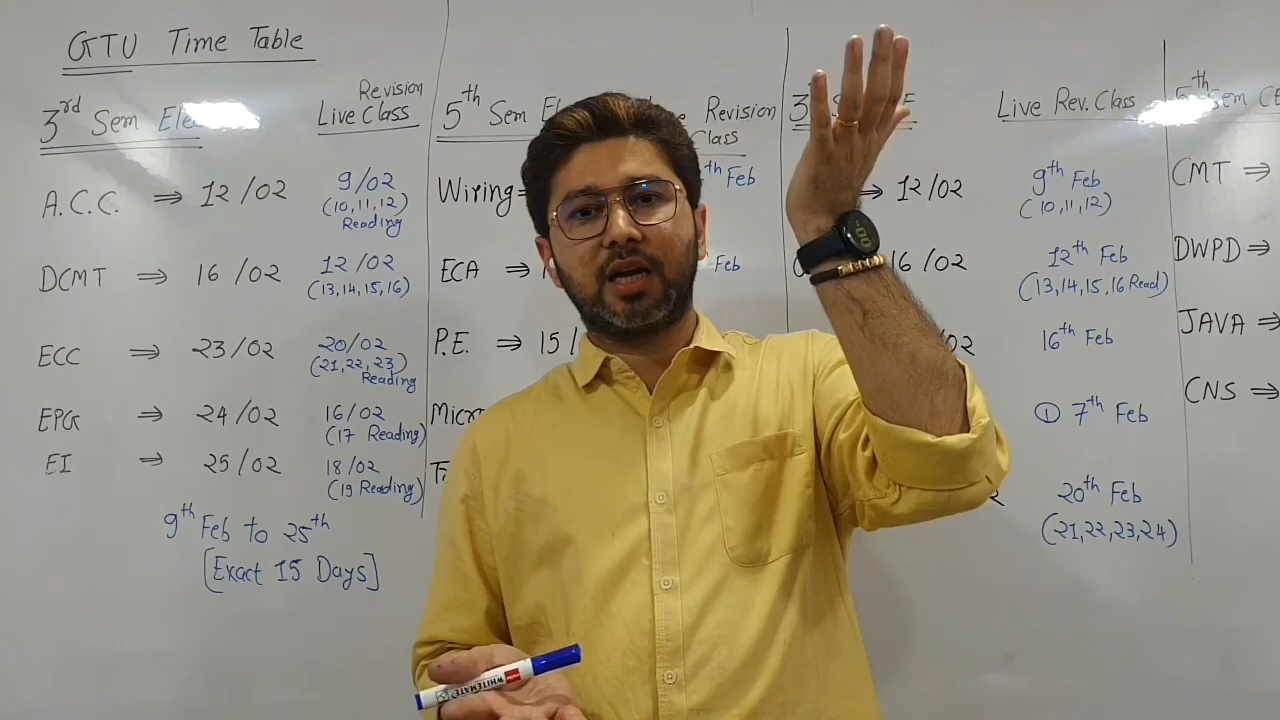 GTU Time Table
3rd Sem Ele
Revision
Live Class
A.C.C. ⇒ 12/02
9/02
(10,11,12)
Reading
DCMT ⇒ 16/02
12/02
(13,14,15,16)
ECC ⇒ 23/02
20/02
(21,22,23)
Reading
EPG ⇒ 24/02
16/02
(17 Reading)
EI ⇒ 25/02
18/02
(19 Reading)
9th Feb to 25th
[Exact 15 Days]
5th Sem El
Revision
Class
Wiring
th Feb
ECA ⇒
Feb
P.E. ⇒ 15/
Micr
3
Live Rev. Class
⇒ 12/02
9th Feb
(10,11,12)
16/02
12th Feb
(13,14,15,16 Read)
02
16th Feb
① 7th Feb
20th Feb
(21,22,23,24)
5th Sem CE
CMT ⇒
DWPD ⇒
JAVA ⇒
CNS ⇒
WHITEMATE